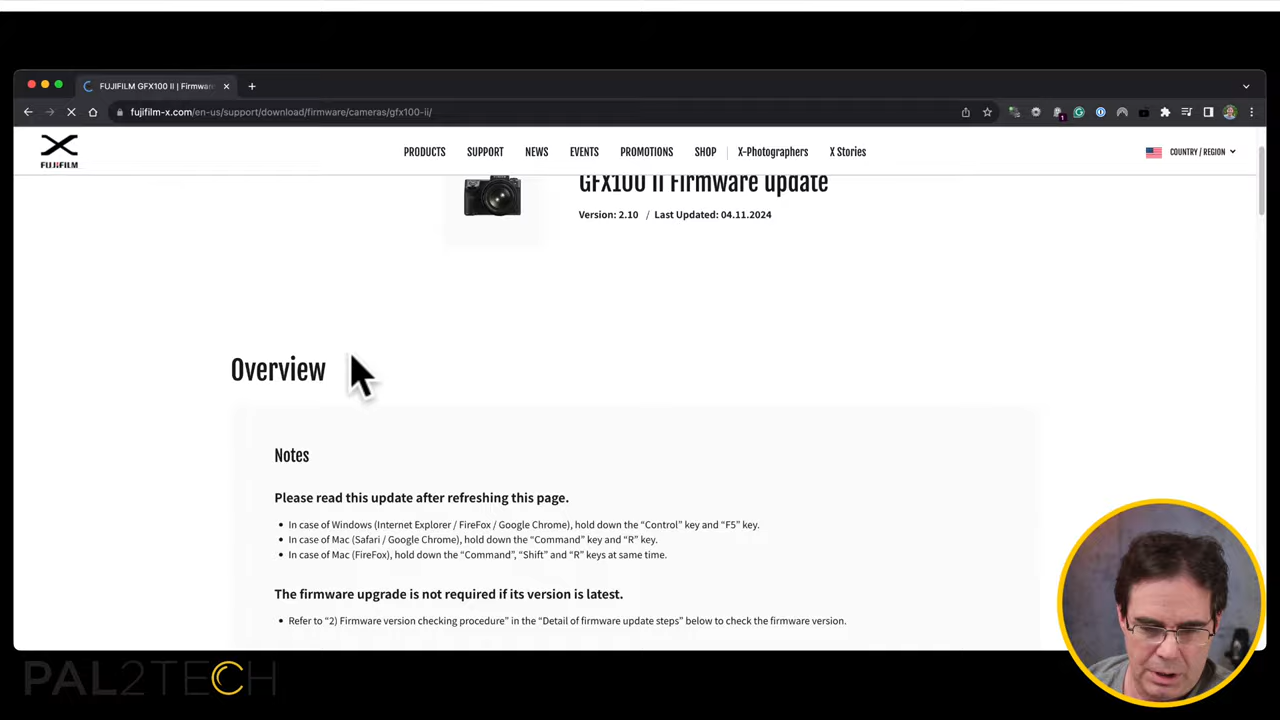 FUJIFILM GFX100 II | Firmwar
fujifilm-x.com/en-us/support/download/firmware/cameras/gfx100-ii/
FUJIFILM
PRODUCTS SUPPORT NEWS EVENTS PROMOTIONS SHOP X-Photographers X Stories COUNTRY / REGION
GFX100 II Firmware update
Version: 2.10 / Last Updated: 04.11.2024
Overview
Notes
Please read this update after refreshing this page.
• In case of Windows (Internet Explorer / FireFox / Google Chrome), hold down the “Control” key and “F5” key.
• In case of Mac (Safari / Google Chrome), hold down the “Command” key and “R” key.
• In case of Mac (FireFox), hold down the “Command”, “Shift” and “R” keys at same time.
The firmware upgrade is not required if its version is latest.
• Refer to “2) Firmware version checking procedure” in the “Detail of firmware update steps” below to check the firmware version.
PAL2TECH